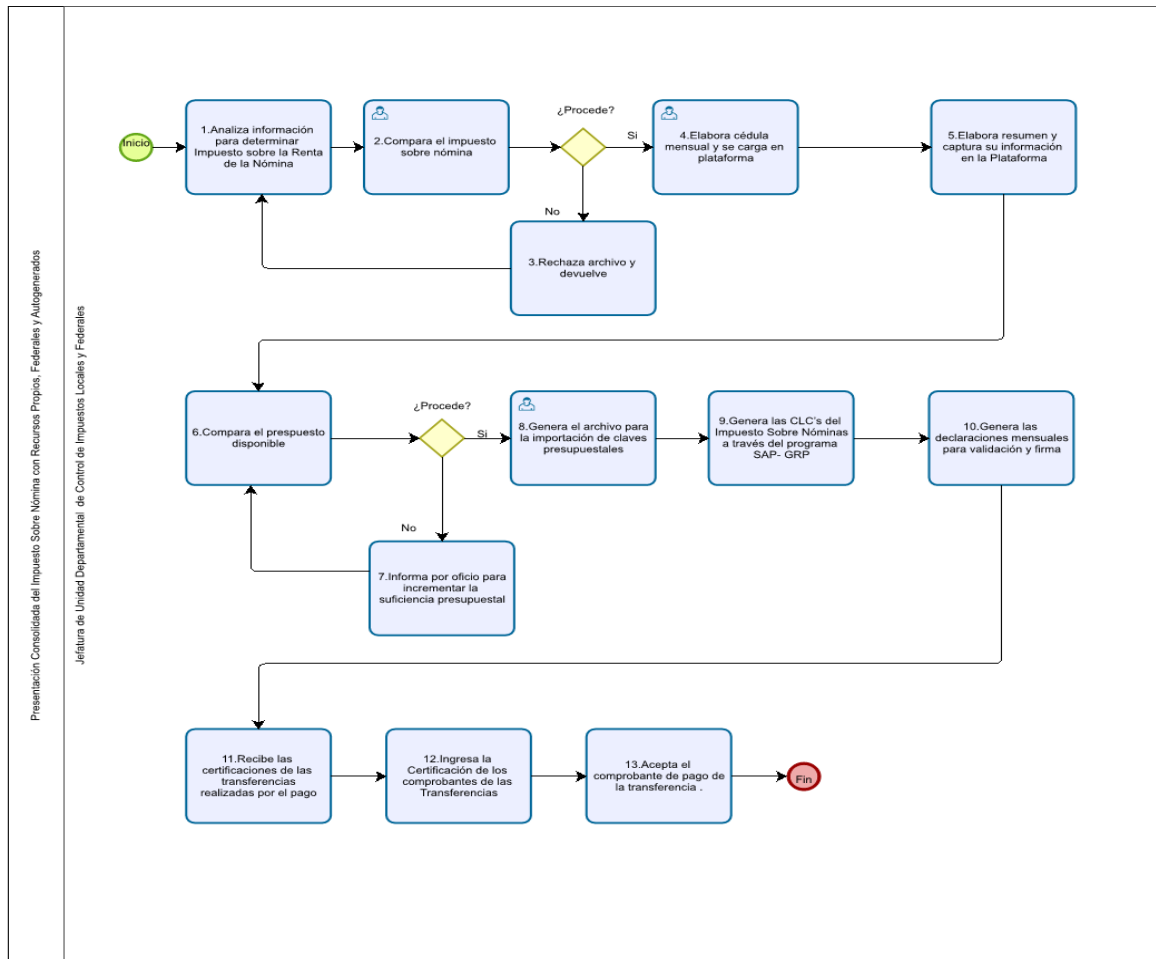 Presentación Consolidada del Impuesto Sobre Nómina con Recursos Propios, Federales y Autogenerados
Jefatura de Unidad Departamental de Control de Impuestos Locales y Federales
Inicio
1.Analiza información
para determinar
Impuesto sobre la Renta
de la Nómina
2.Compara el impuesto
sobre nómina
¿Procede?
Si
No
3.Rechaza archivo y
devuelve
4.Elabora cédula
mensual y se carga en
plataforma
5.Elabora resumen y
captura su información
en la Plataforma
6.Compara el prespuesto
disponible
¿Procede?
Si
No
7.Informa por oficio para
incrementar la
suficiencia presupuestal
8.Genera el archivo para
la importación de claves
presupuestales
9.Genera las CLC's del
Impuesto Sobre Nóminas
a través del programa
SAP- GRP
10.Genera las
declaraciones mensuales
para validación y firma
11.Recibe las
certificaciones de las
transferencias
realizadas por el pago
12.Ingresa la
Certificación de los
comprobantes de las
Transferencias
13.Acepta el
comprobante de pago de
la transferencia .
Fin